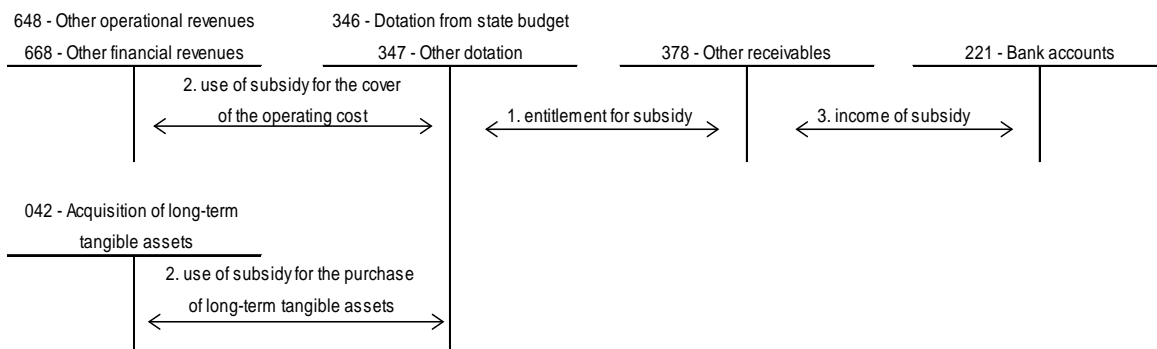 648 - Other operational revenues
346 - Dotation from state budget
668 - Other financial revenues
347 - Other dotation
378 - Other receivables
221 - Bank accounts
2. use of subsidy for the cover
of the operating cost
1. entitlement for subsidy
3. income of subsidy
042 - Acquisition of long-term
tangible assets
2. use of subsidy for the purchase
of long-term tangible assets